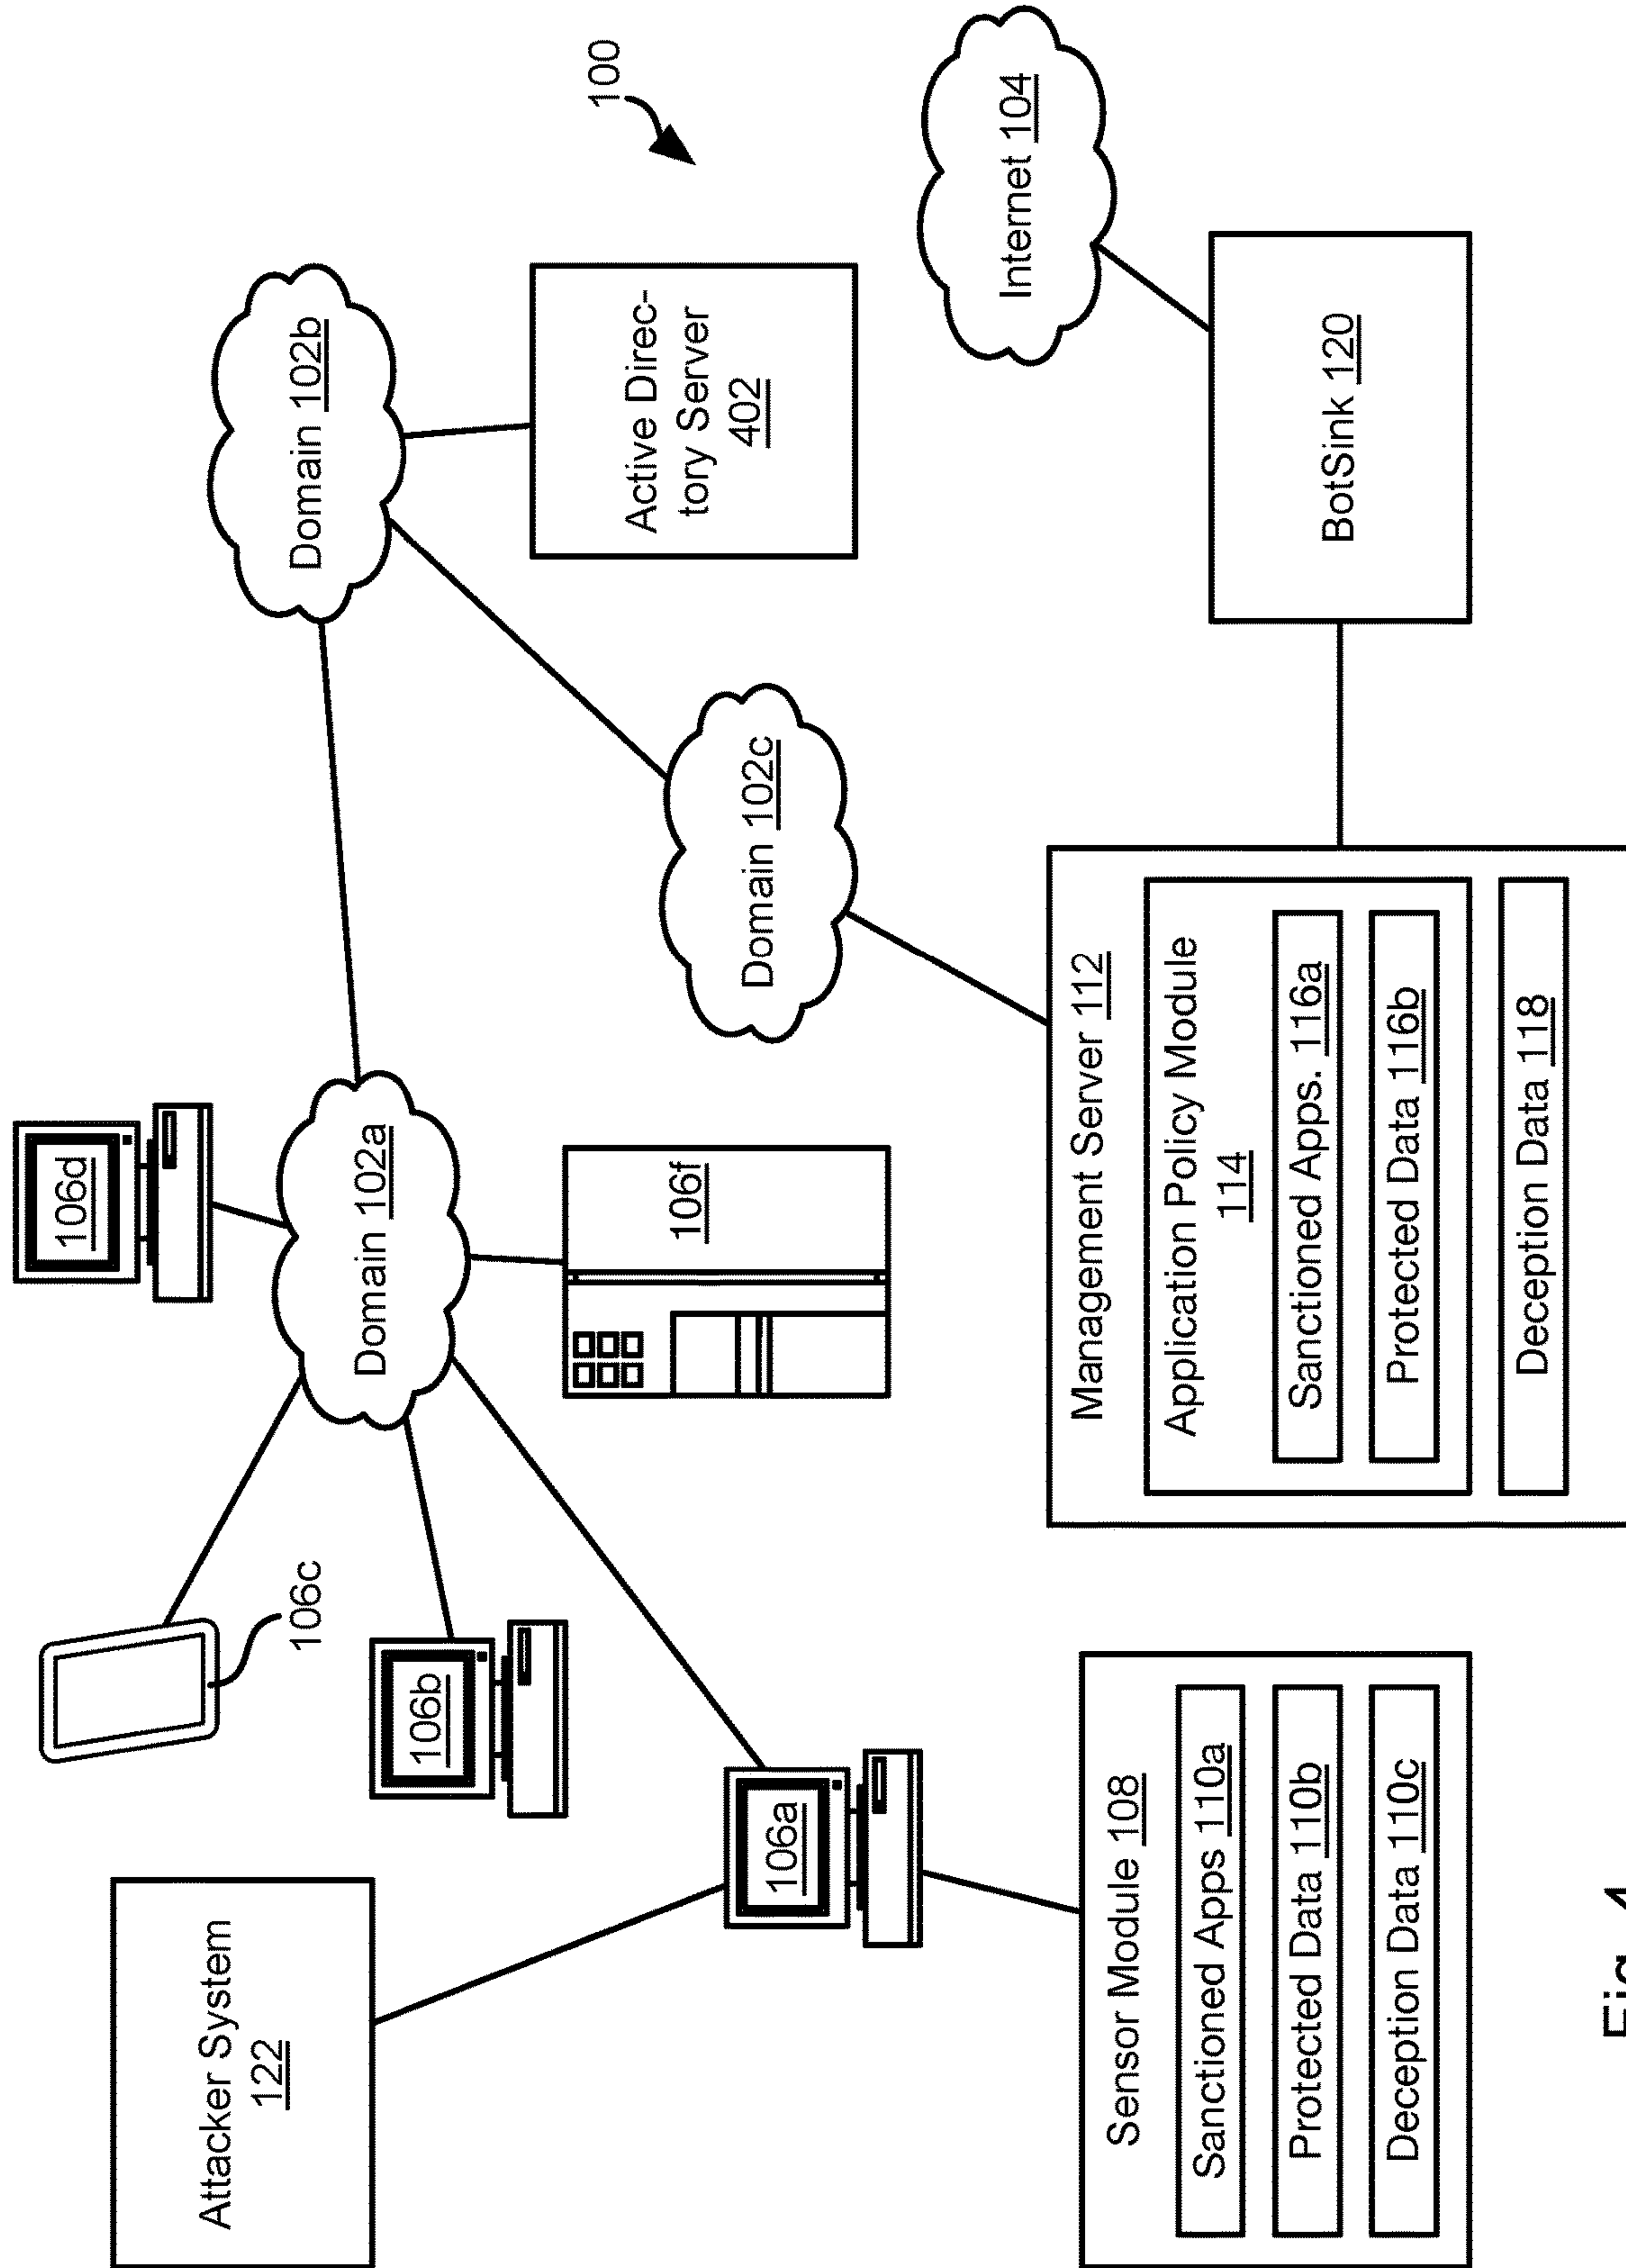 Attacker System
122
106c
106b
106d
Domain 102a
106a
106f
Domain 102b
Active Direc-
tory Server
402
100
Domain 102c
Internet 104
Sensor Module 108
Sanctioned Apps 110a
Protected Data 110b
Deception Data 110c
Management Server 112
Application Policy Module
114
Sanctioned Apps. 116a
Protected Data 116b
Deception Data 118
BotSink 120